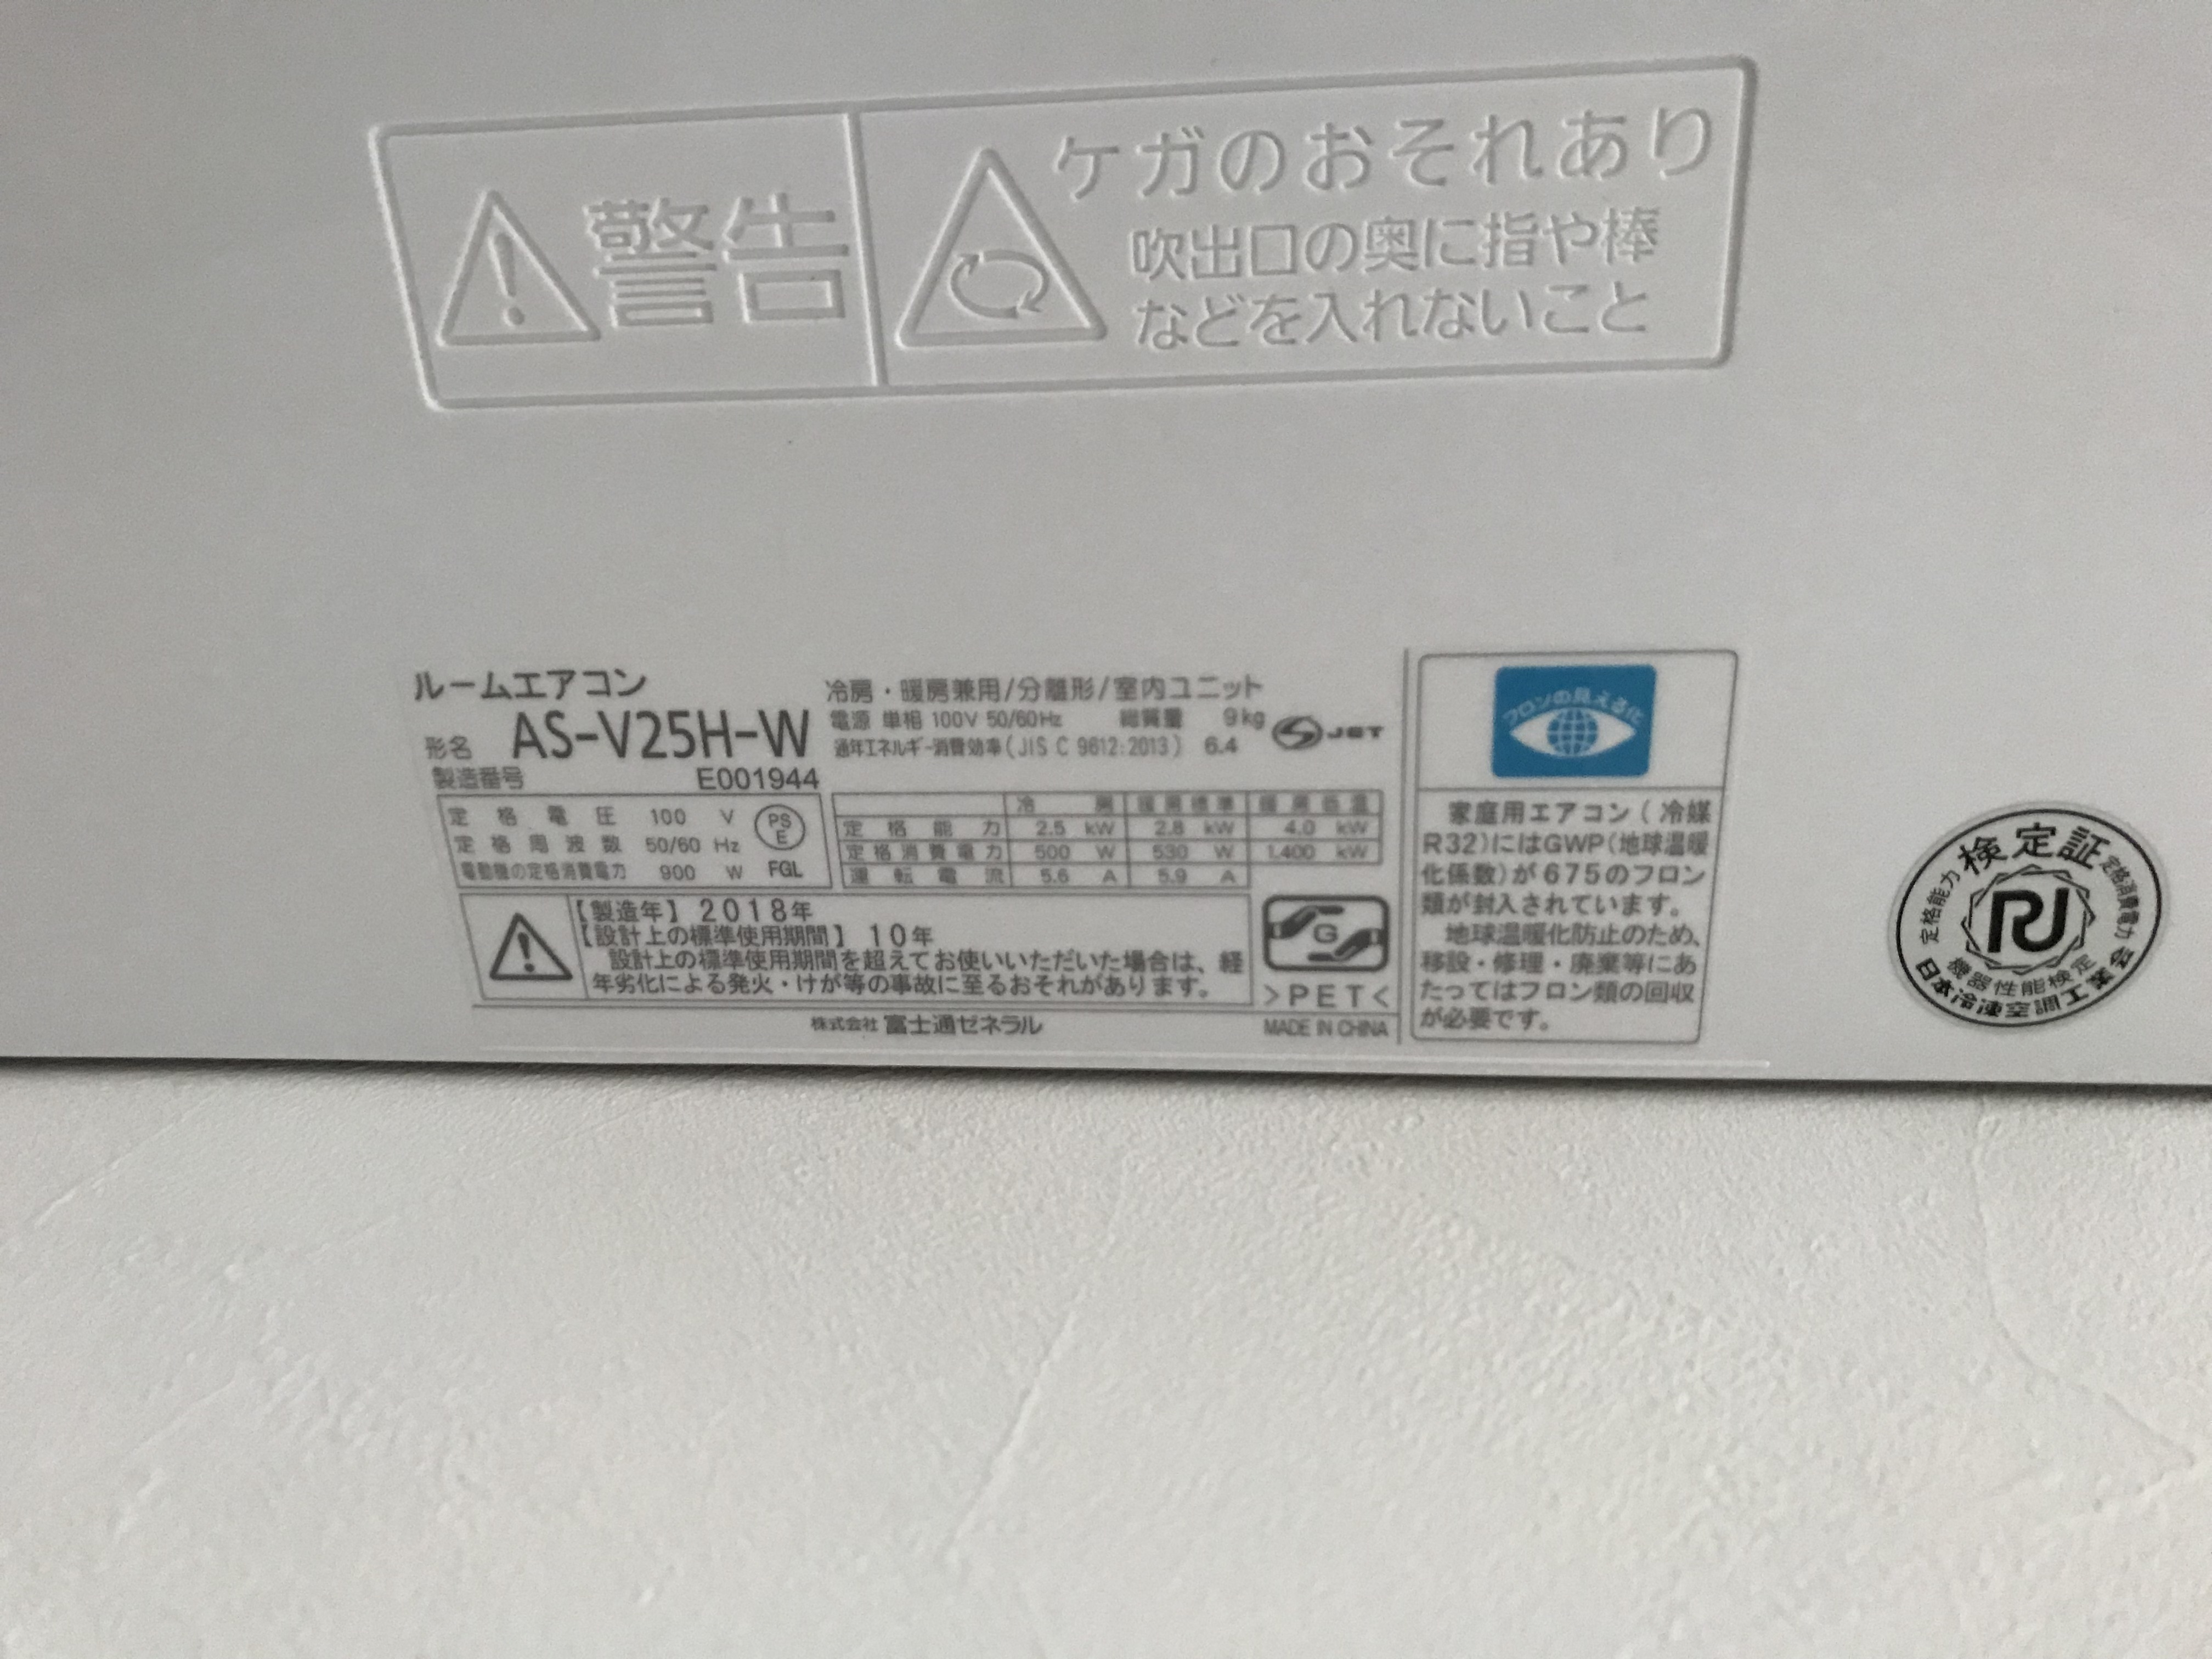 警告
ケガのおそれあり
吹出口の奥に指や棒
などを入れないこと
ルームエアコン
形名 AS-V25H-W
製造番号 E001944
冷房・暖房兼用/分離形/室内ユニット
電源 単相 100V 50/60Hz 総質量 9kg
通年エネルギー消費効率(JIS C 9612:2013) 6.4
JET
定格電圧 100 V
定格周波数 50/60 Hz
電動機の定格消費電力 900 W
PS
E
FGL
冷房 暖房標準 暖房低温
定格能力 2.5 kW 2.8 kW 4.0 kW
定格消費電力 500 W 530 W 1.400 kW
運転電流 5.6 A 5.9 A
【製造年】2018年
【設計上の標準使用期間】10年
設計上の標準使用期間を超えてお使いいただいた場合は、経
年劣化による発火・けが等の事故に至るおそれがあります。
G
>PET<
株式会社 富士通ゼネラル
MADE IN CHINA
フロンの見える化
家庭用エアコン(冷媒
R32)にはGWP(地球温暖
化係数)が675のフロン
類が封入されています。
地球温暖化防止のため、
移設・修理・廃棄等にあ
たってはフロン類の回収
が必要です。
検定証
定格能力
定格消費電力
機器性能検定
日本冷凍空調工業会